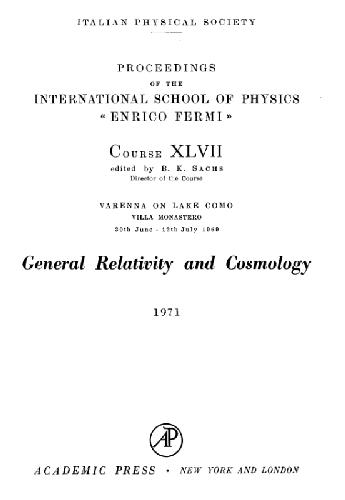 ITALIAN PHYSICAL SOCIETY
PROCEEDINGS
OF THE
INTERNATIONAL SCHOOL OF PHYSICS
« ENRICO FERMI »
COURSE XLVII
edited by B. K. SACHS
Director of the Course
VARENNA ON LAKE COMO
VILLA MONASTERO
30th June - 12th July 1969
General Relativity and Cosmology
1971
AP
ACADEMIC PRESS • NEW YORK AND LONDON